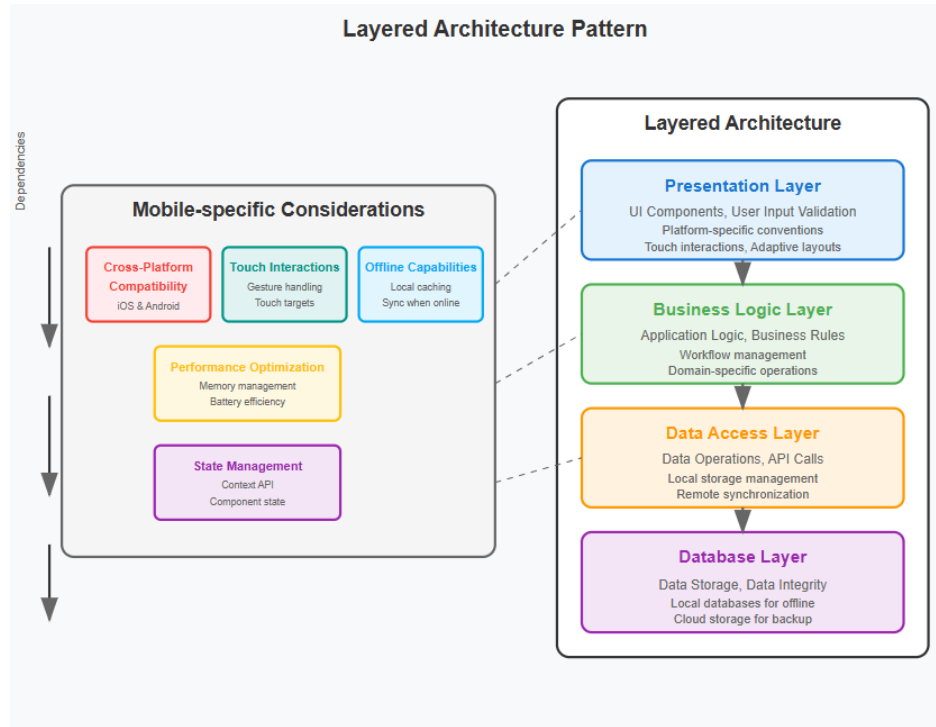 Layered Architecture Pattern
Dependencies
Mobile-specific Considerations
Cross-Platform
Compatibility
iOS & Android
Touch Interactions
Gesture handling
Touch targets
Offline Capabilities
Local caching
Sync when online
Performance Optimization
Memory management
Battery efficiency
State Management
Context API
Component state
Layered Architecture
Presentation Layer
UI Components, User Input Validation
Platform-specific conventions
Touch interactions, Adaptive layouts
Business Logic Layer
Application Logic, Business Rules
Workflow management
Domain-specific operations
Data Access Layer
Data Operations, API Calls
Local storage management
Remote synchronization
Database Layer
Data Storage, Data Integrity
Local databases for offline
Cloud storage for backup